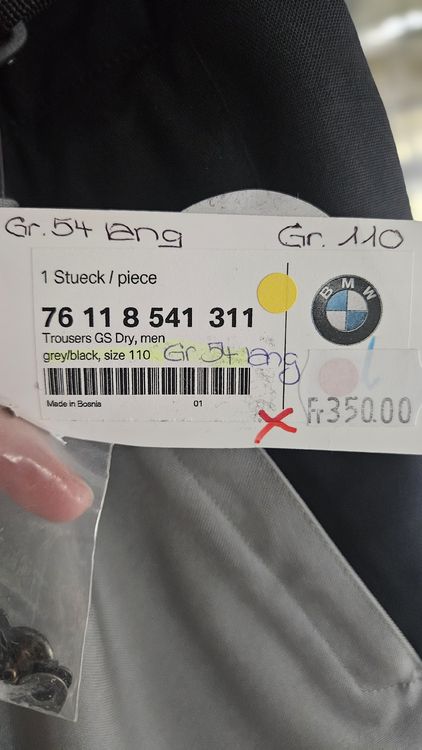 Gr. 54 lang
Gr. 110
1 Stueck / piece
BMW
76 11 8 541 311
Trousers GS Dry, men
grey/black, size 110 Gr. 54 lang
Made in Bosnia 01
Fr 350.00